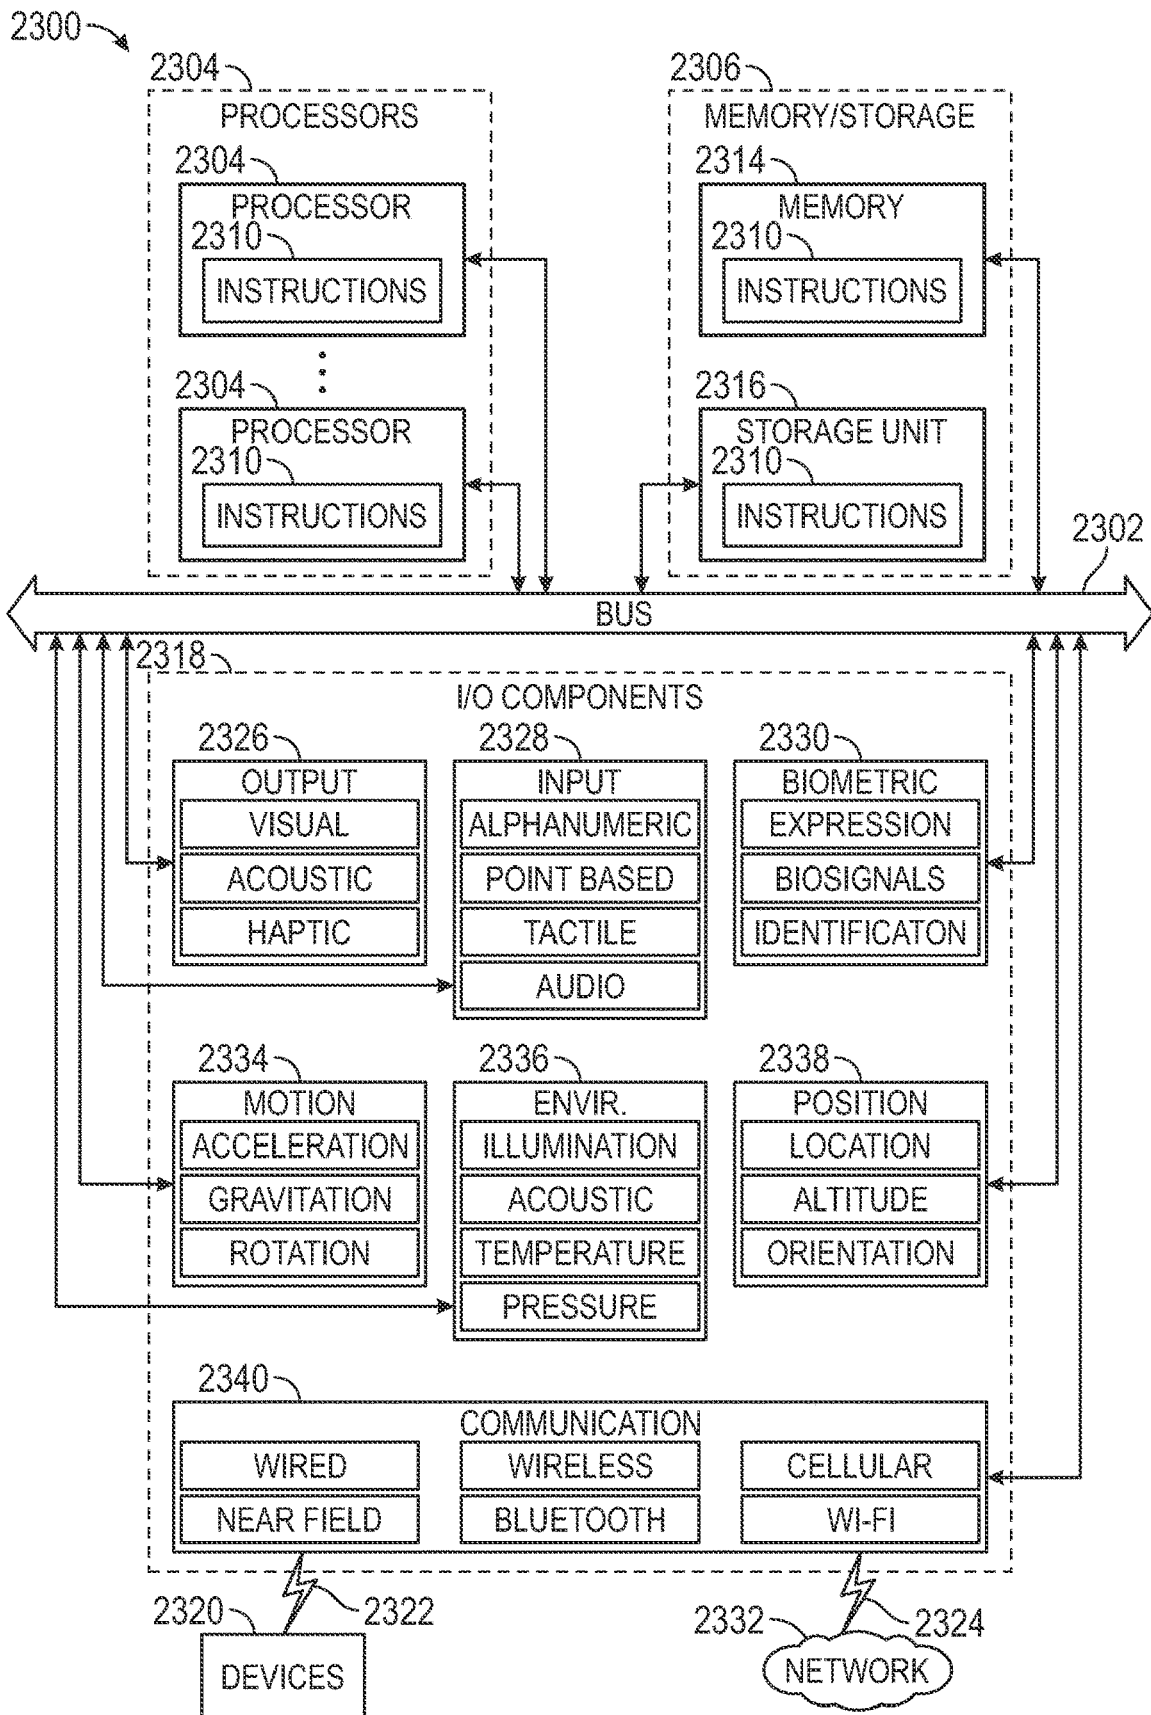 2300
2304
2306
PROCESSORS
MEMORY/STORAGE
2304
2314
PROCESSOR
MEMORY
2310
2310
INSTRUCTIONS
INSTRUCTIONS
2304
2316
PROCESSOR
STORAGE UNIT
2310
2310
INSTRUCTIONS
INSTRUCTIONS
2302
BUS
2318
I/O COMPONENTS
2326
2328
2330
OUTPUT
INPUT
BIOMETRIC
VISUAL
ALPHANUMERIC
EXPRESSION
ACOUSTIC
POINT BASED
BIOSIGNALS
HAPTIC
TACTILE
IDENTIFICATON
AUDIO
2334
2336
2338
MOTION
ENVIR.
POSITION
ACCELERATION
ILLUMINATION
LOCATION
GRAVITATION
ACOUSTIC
ALTITUDE
ROTATION
TEMPERATURE
ORIENTATION
PRESSURE
2340
COMMUNICATION
WIRED
WIRELESS
CELLULAR
NEAR FIELD
BLUETOOTH
WI-FI
2320
2322
2332
2324
DEVICES
NETWORK